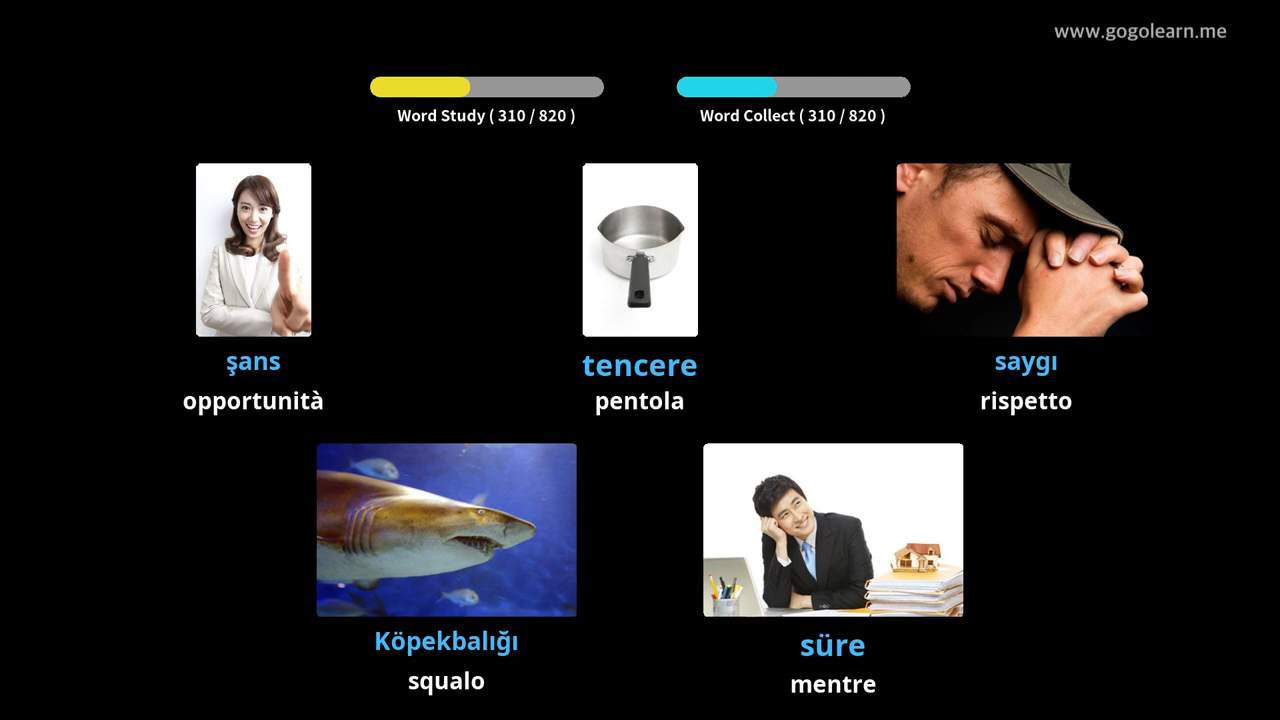 www.gogolearn.me
Word Study ( 310 / 820 )
Word Collect ( 310 / 820 )
şans
opportunità
tencere
pentola
saygı
rispetto
Köpekbalığı
squalo
süre
mentre